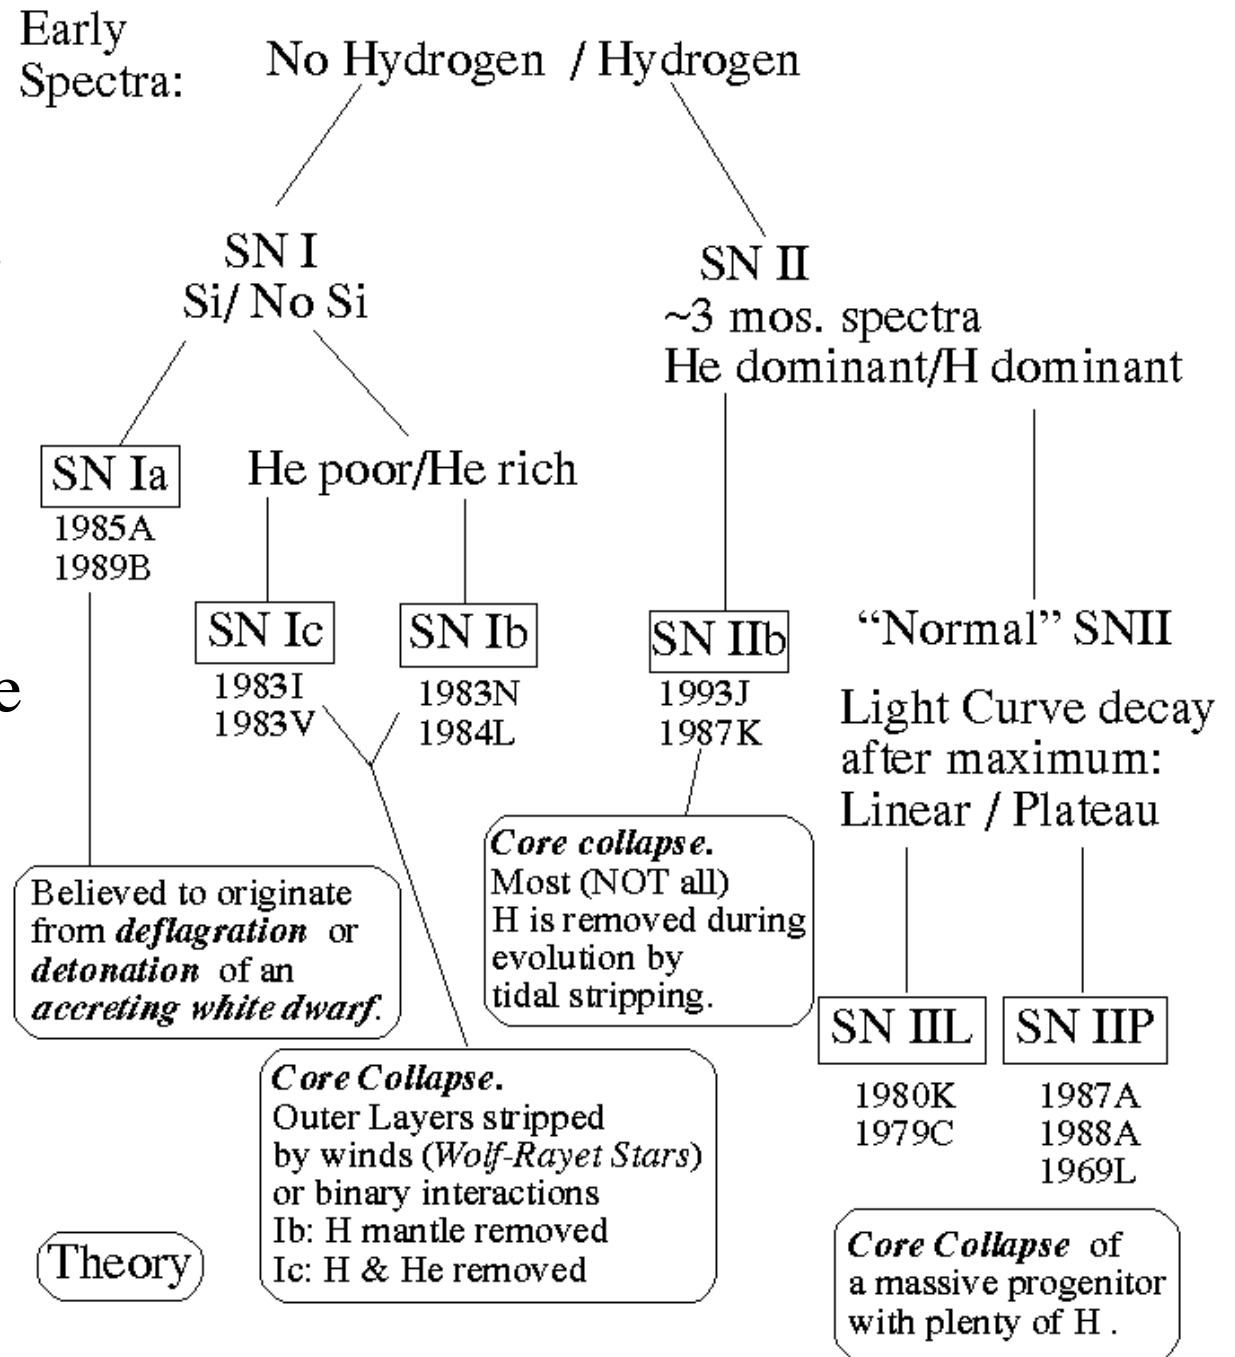 Early
Spectra:
No Hydrogen / Hydrogen
SN I
Si/ No Si
SN II
~3 mos. spectra
He dominant/H dominant
SN Ia
1985A
1989B
He poor/He rich
SN Ic
1983I
1983V
SN Ib
1983N
1984L
SN IIb
1993J
1987K
“Normal” SNII
Light Curve decay
after maximum:
Linear / Plateau
e
Believed to originate
from deflagration or
detonation of an
accreting white dwarf.
Core Collapse.
Outer Layers stripped
by winds (Wolf-Rayet Stars)
or binary interactions
Ib: H mantle removed
Ic: H & He removed
Core collapse.
Most (NOT all)
H is removed during
evolution by
tidal stripping.
SN IIL
1980K
1979C
SN IIP
1987A
1988A
1969L
Core Collapse of
a massive progenitor
with plenty of H .
Theory